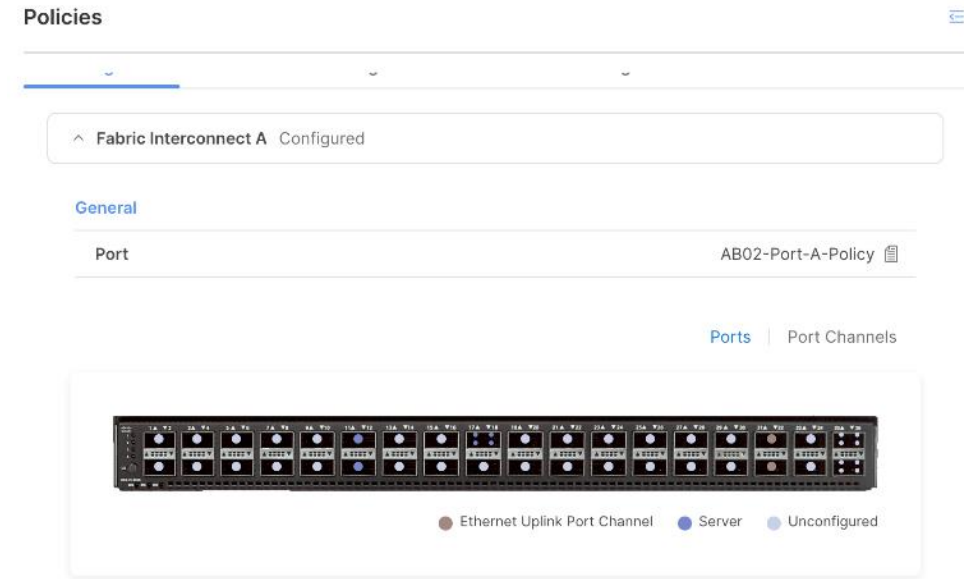 Policies
Fabric Interconnect A Configured
General
Port AB02-Port-A-Policy
Ports Port Channels
Ethernet Uplink Port Channel Server Unconfigured